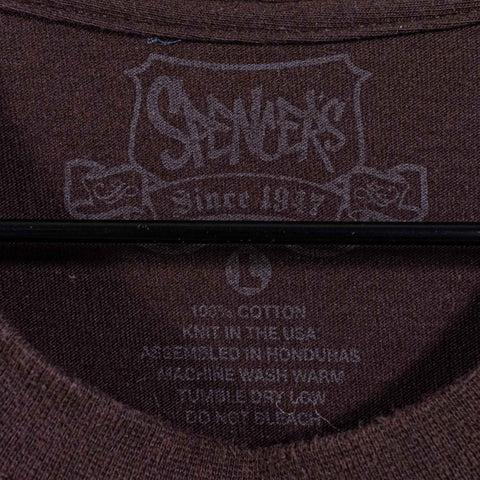 SPENCER'S
Since 1947
L
100% COTTON
KNIT IN THE USA
ASSEMBLED IN HONDURAS
MACHINE WASH WARM
TUMBLE DRY LOW
DO NOT BLEACH